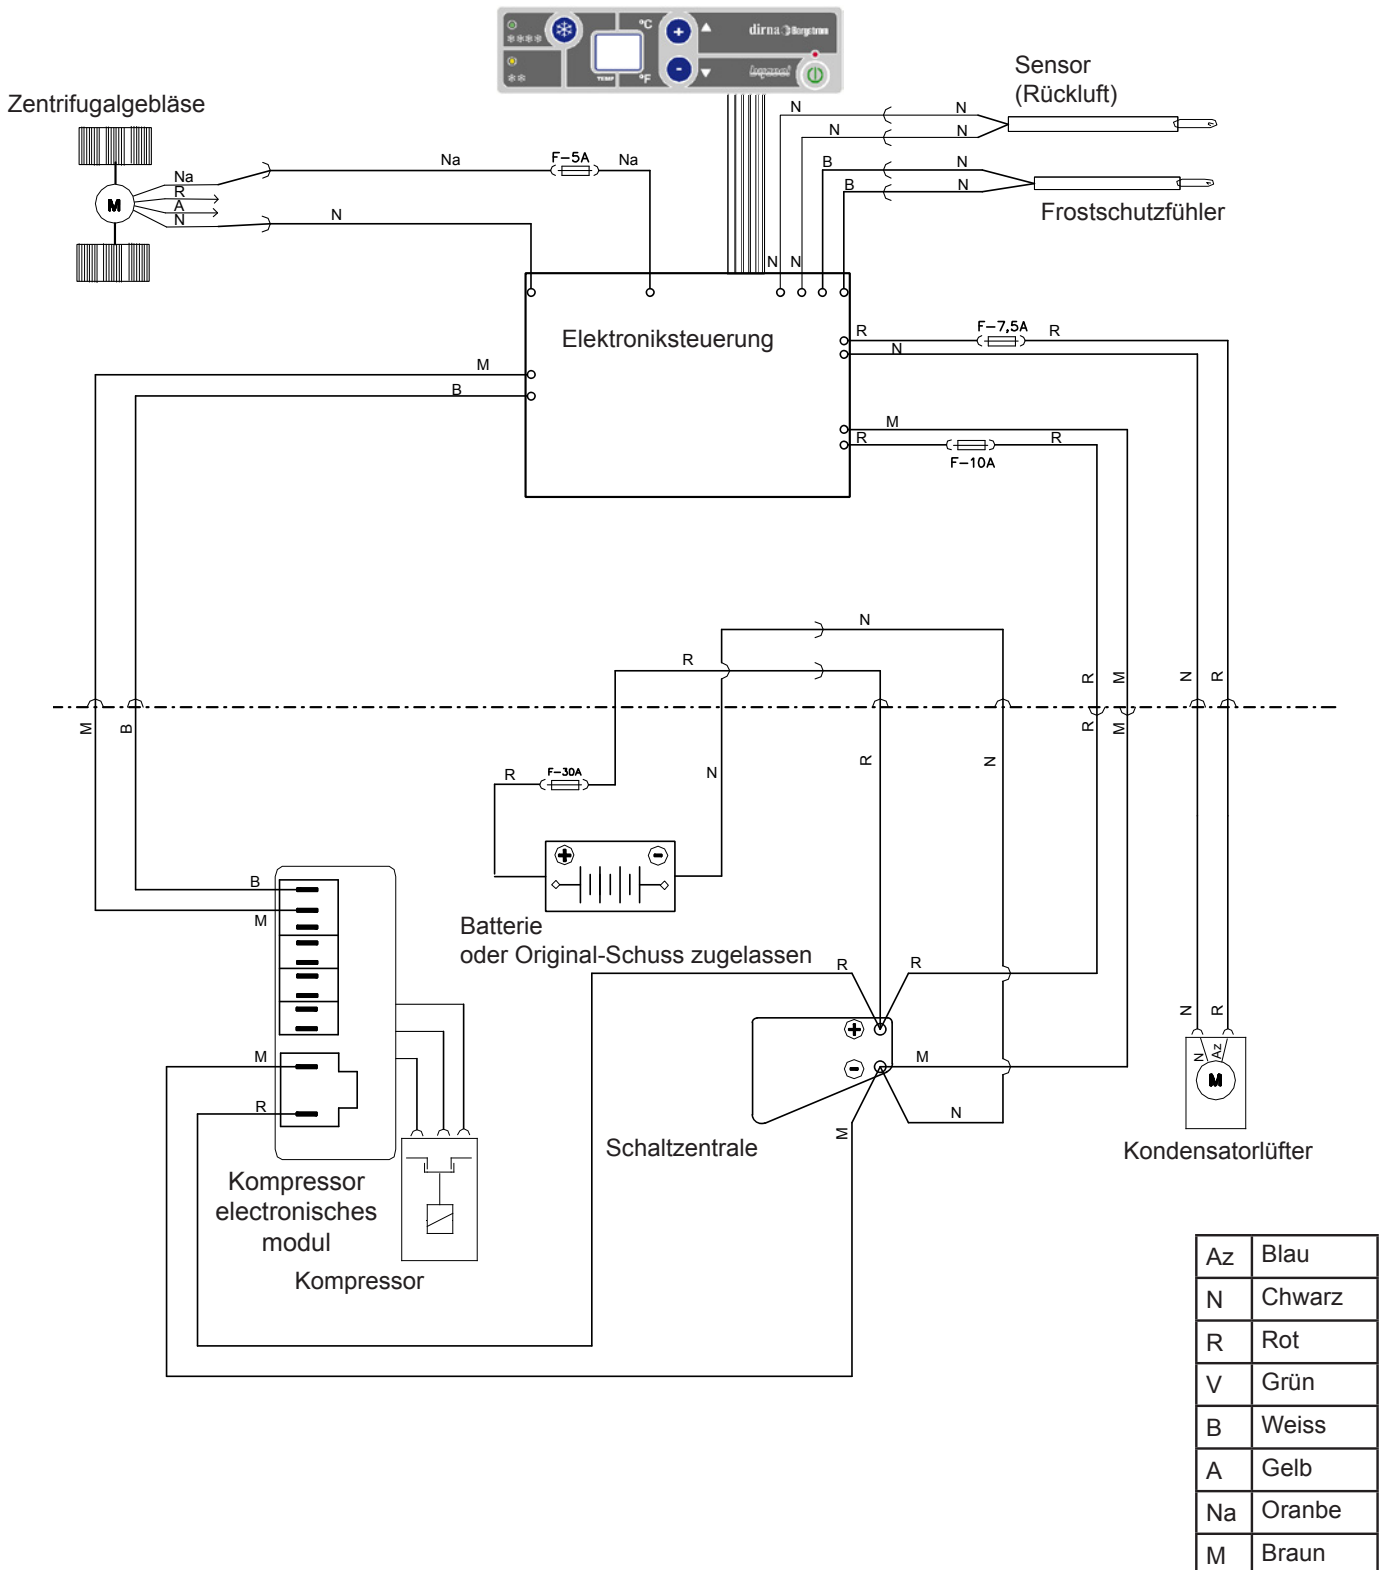 °C
dirna Bergstrom
TEMP
°F
Sensor
(Rückluft)
Zentrifugalgebläse
N
N
N
N
F-5A
Na
Na
Na
R
A
N
N
M
B
N
B
N
Frostschutzfühler
N
N
Elektroniksteuerung
R
F-7,5A
R
N
M
B
M
R
R
F-10A
N
R
R
M
N
R
M
B
R
M
R
F-30A
N
R
N
B
M
Batterie
oder Original-Schuss zugelassen
R
R
N
R
N
Az
M
M
M
R
N
M
Schaltzentrale
Kondensatorlüfter
Kompressor
electronisches
modul
Kompressor
Az Blau
N Chwarz
R Rot
V Grün
B Weiss
A Gelb
Na Oranbe
M Braun